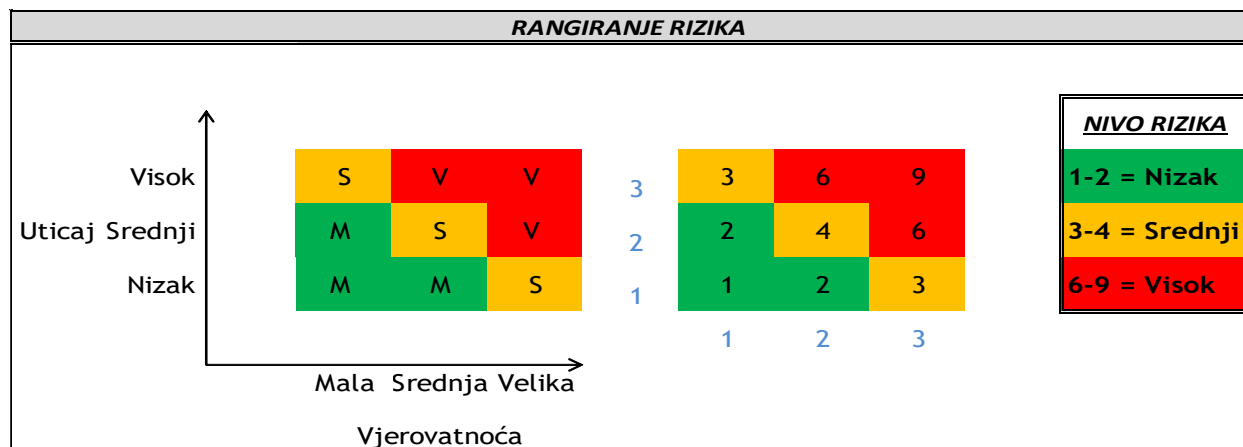 RANGIRANJE RIZIKA
NIVO RIZIKA
Visok S V V 3 3 6 9 1-2 = Nizak
Uticaj Srednji M S V 2 2 4 6 3-4 = Srednji
Nizak M M S 1 1 2 3 6-9 = Visok
1 2 3
Mala Srednja Velika
Vjerovatnoća